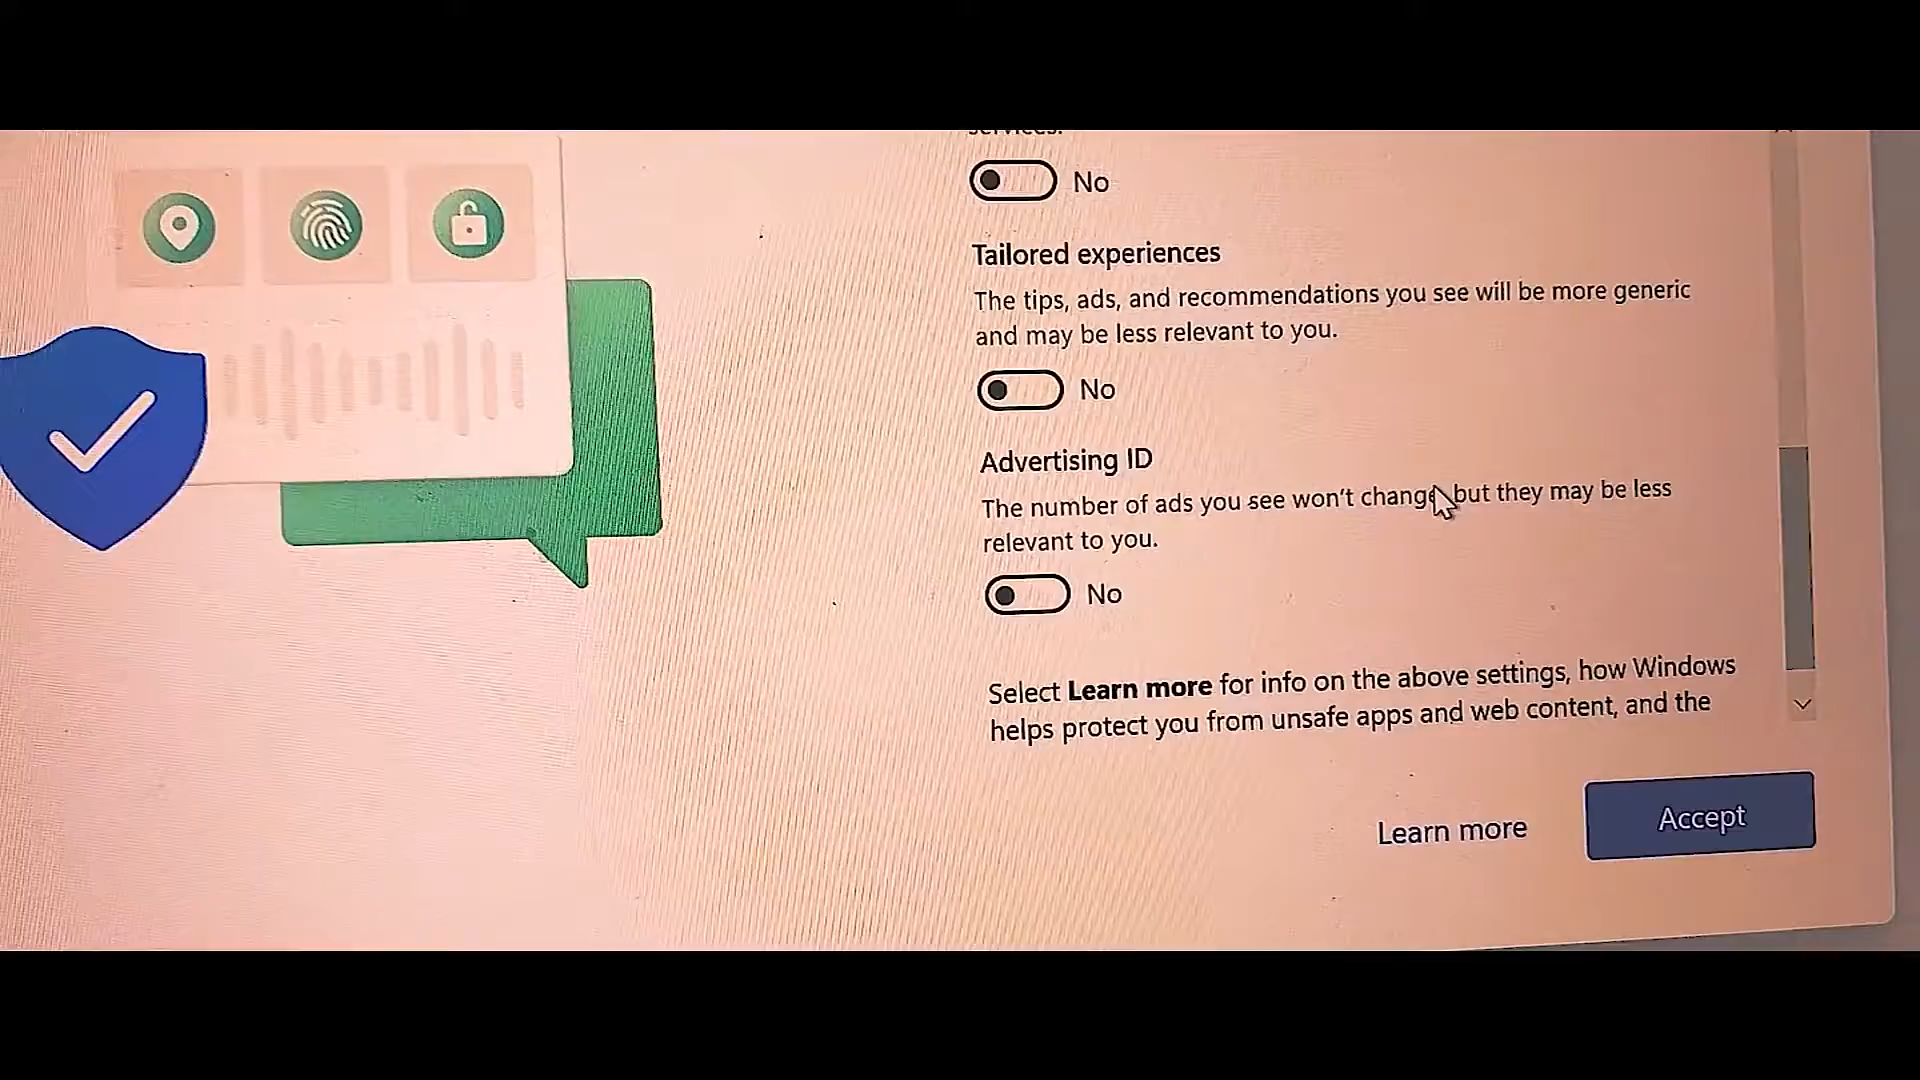 services.
No
Tailored experiences
The tips, ads, and recommendations you see will be more generic
and may be less relevant to you.
No
Advertising ID
The number of ads you see won't change, but they may be less
relevant to you.
No
Select Learn more for info on the above settings, how Windows
helps protect you from unsafe apps and web content, and the
Learn more
Accept